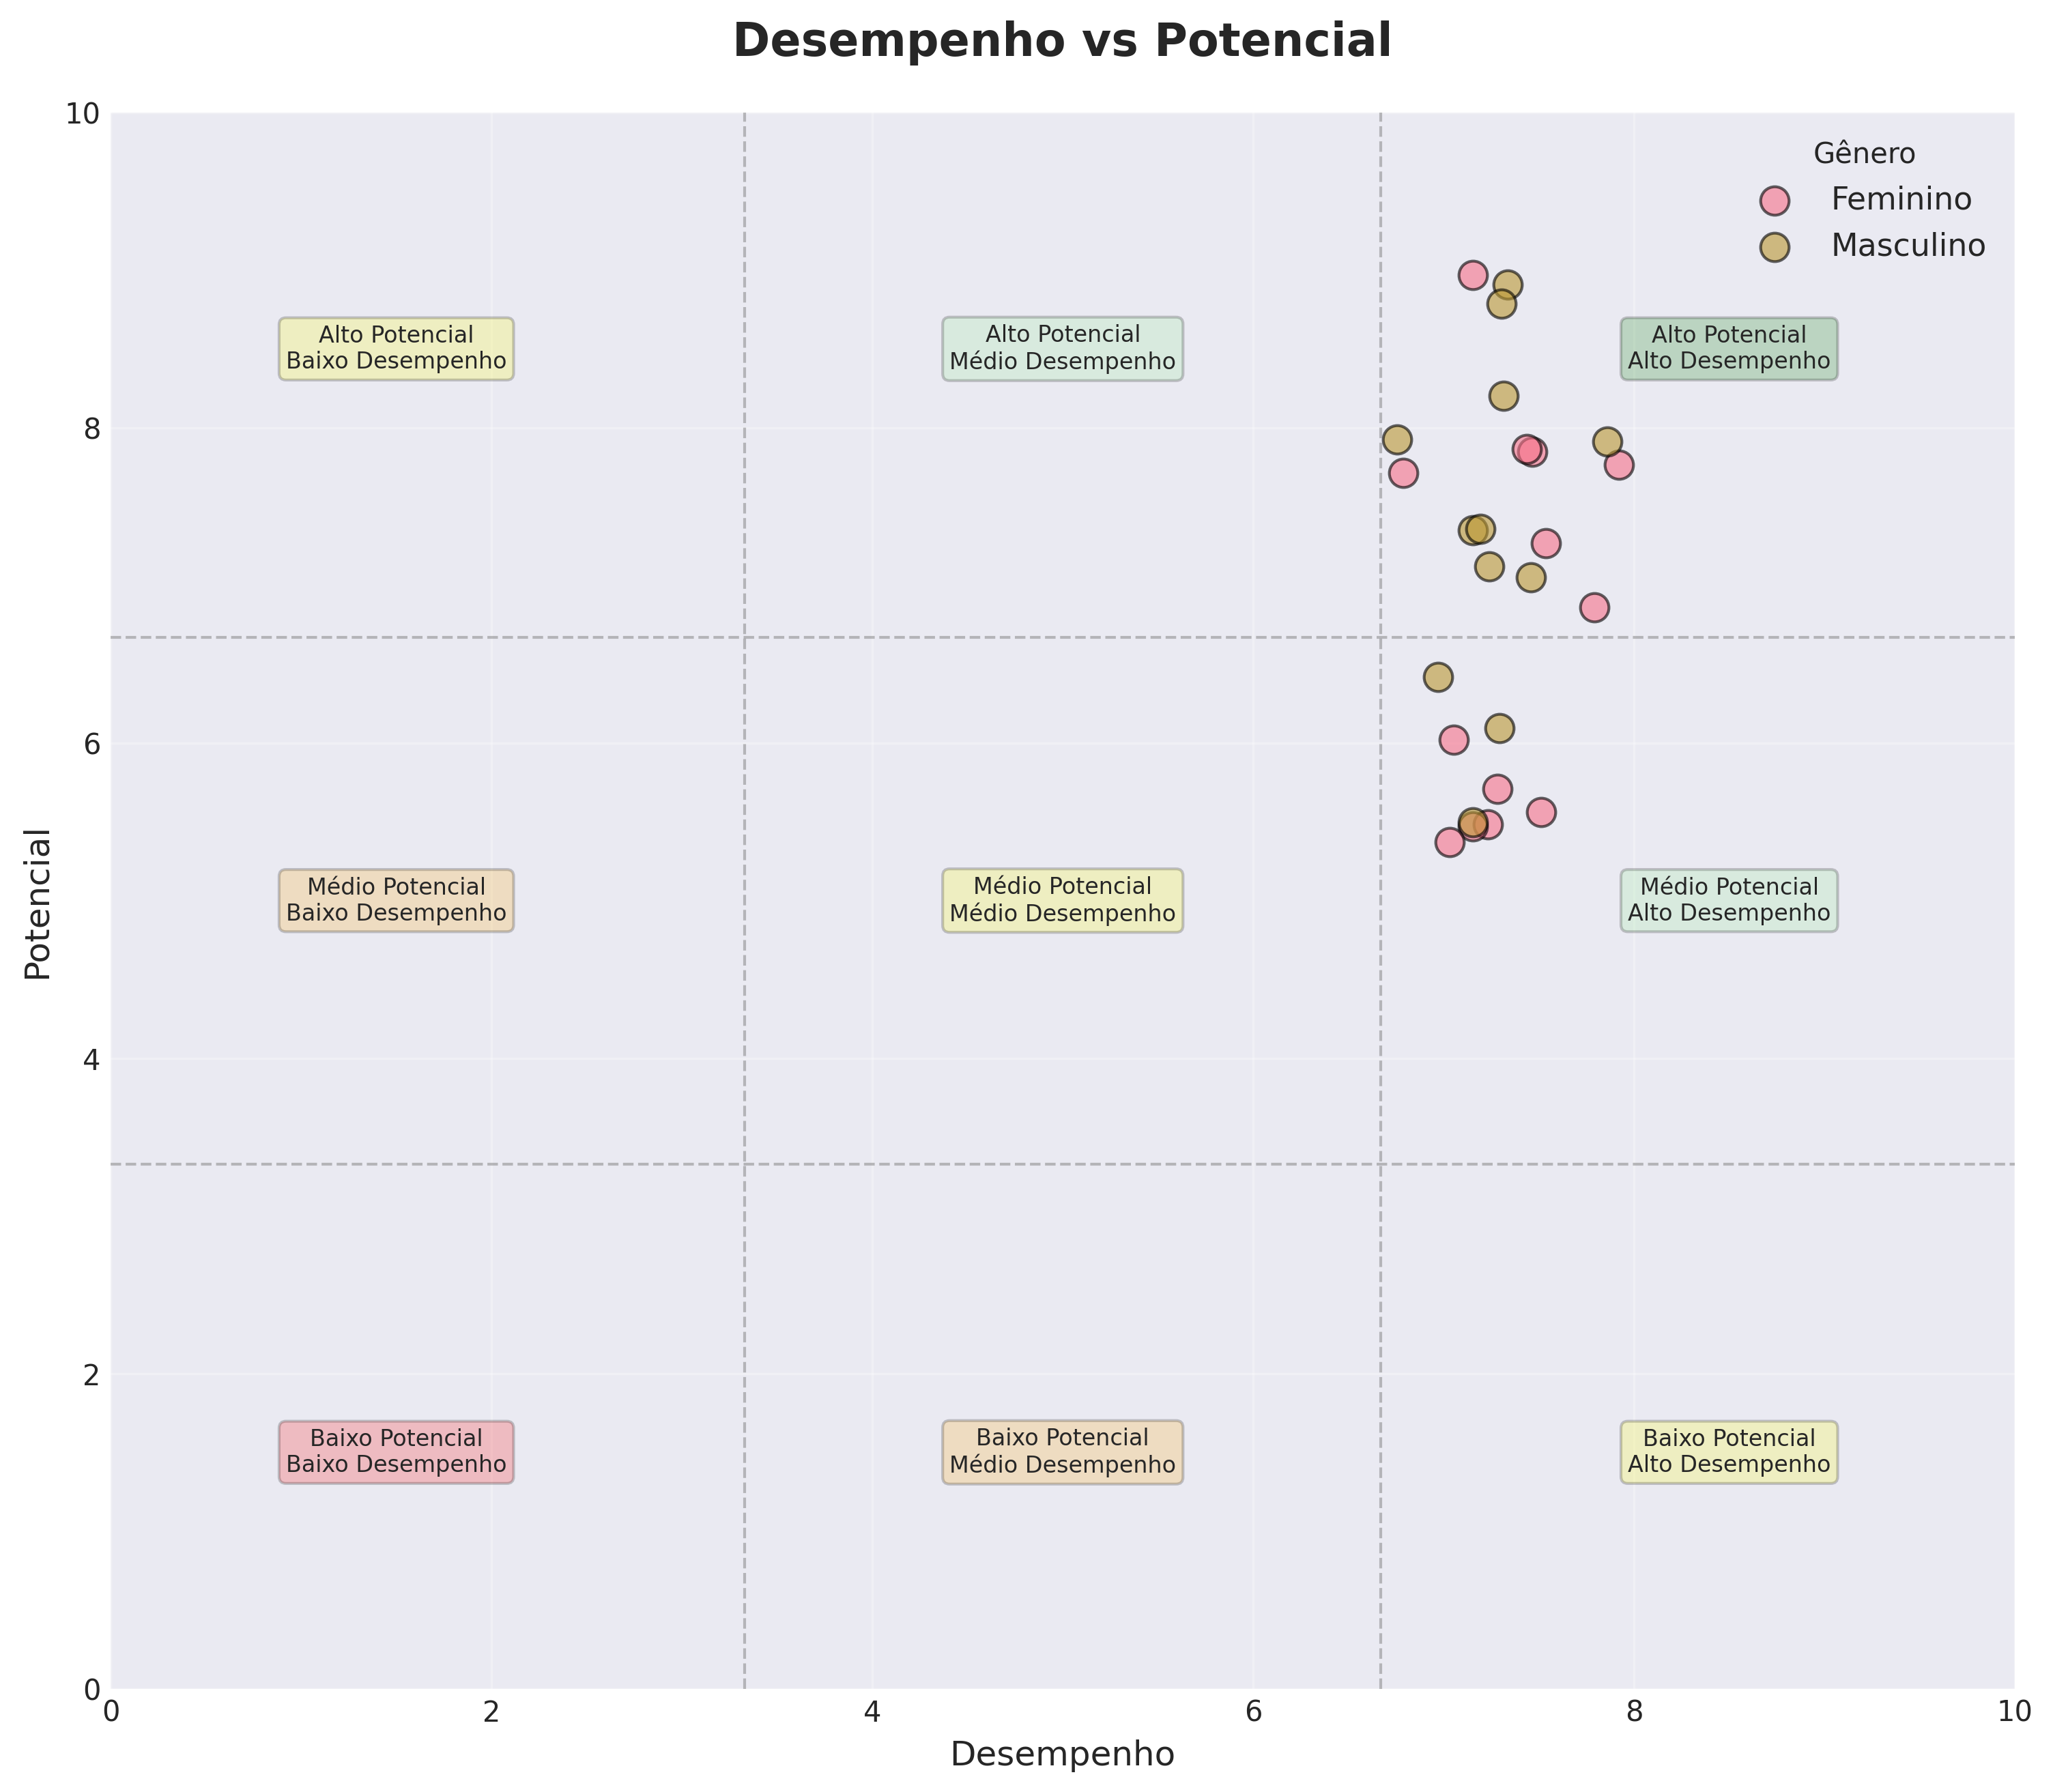 Desempenho vs Potencial
10
8
6
4
2
0
0
2
4
6
8
10
Potencial
Desempenho
Gênero
Feminino
Masculino
Alto Potencial
Baixo Desempenho
Alto Potencial
Médio Desempenho
Alto Potencial
Alto Desempenho
Médio Potencial
Baixo Desempenho
Médio Potencial
Médio Desempenho
Médio Potencial
Alto Desempenho
Baixo Potencial
Baixo Desempenho
Baixo Potencial
Médio Desempenho
Baixo Potencial
Alto Desempenho